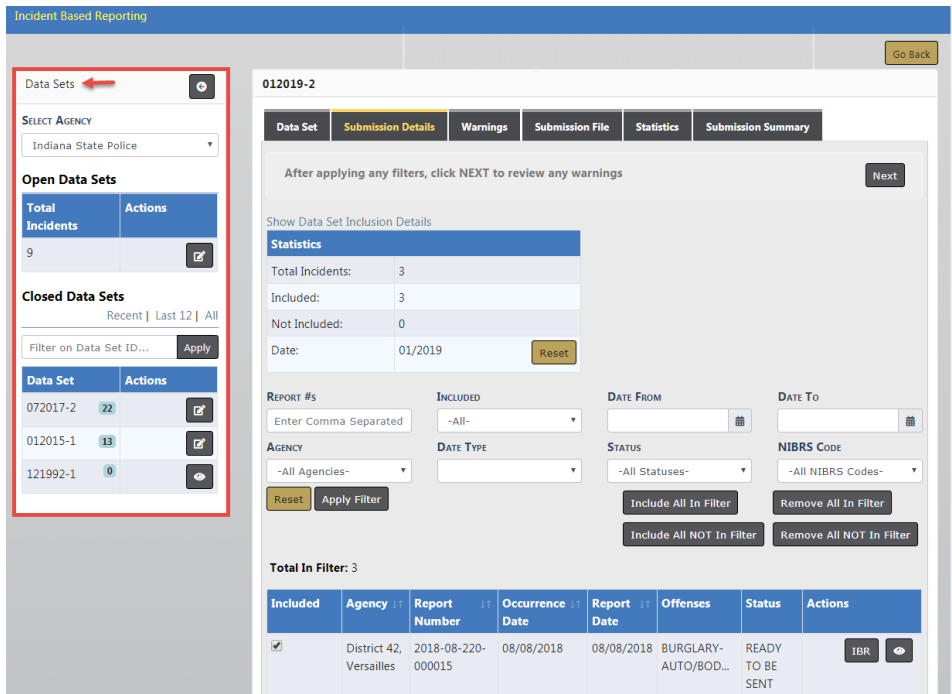 Incident Based Reporting
Go Back
Data Sets
SELECT AGENCY
Indiana State Police
Open Data Sets
Total Incidents Actions
9
Closed Data Sets
Recent | Last 12 | All
Filter on Data Set ID... Apply
Data Set Actions
072017-2 22
012015-1 13
121992-1 0
012019-2
Data Set Submission Details Warnings Submission File Statistics Submission Summary
After applying any filters, click NEXT to review any warnings Next
Show Data Set Inclusion Details
Statistics
Total Incidents: 3
Included: 3
Not Included: 0
Date: 01/2019 Reset
REPORT #S INCLUDED DATE FROM DATE TO
Enter Comma Separated -All-
AGENCY DATE TYPE STATUS NIBRS CODE
-All Agencies- -All Statuses- -All NIBRS Codes-
Reset Apply Filter Include All In Filter Remove All In Filter
Include All NOT In Filter Remove All NOT In Filter
Total In Filter: 3
Included Agency Report Number Occurrence Date Report Date Offenses Status Actions
District 42, 2018-08-220- 08/08/2018 08/08/2018 BURGLARY- READY IBR
Versailles 000015 AUTO/BOD... TO BE
SENT